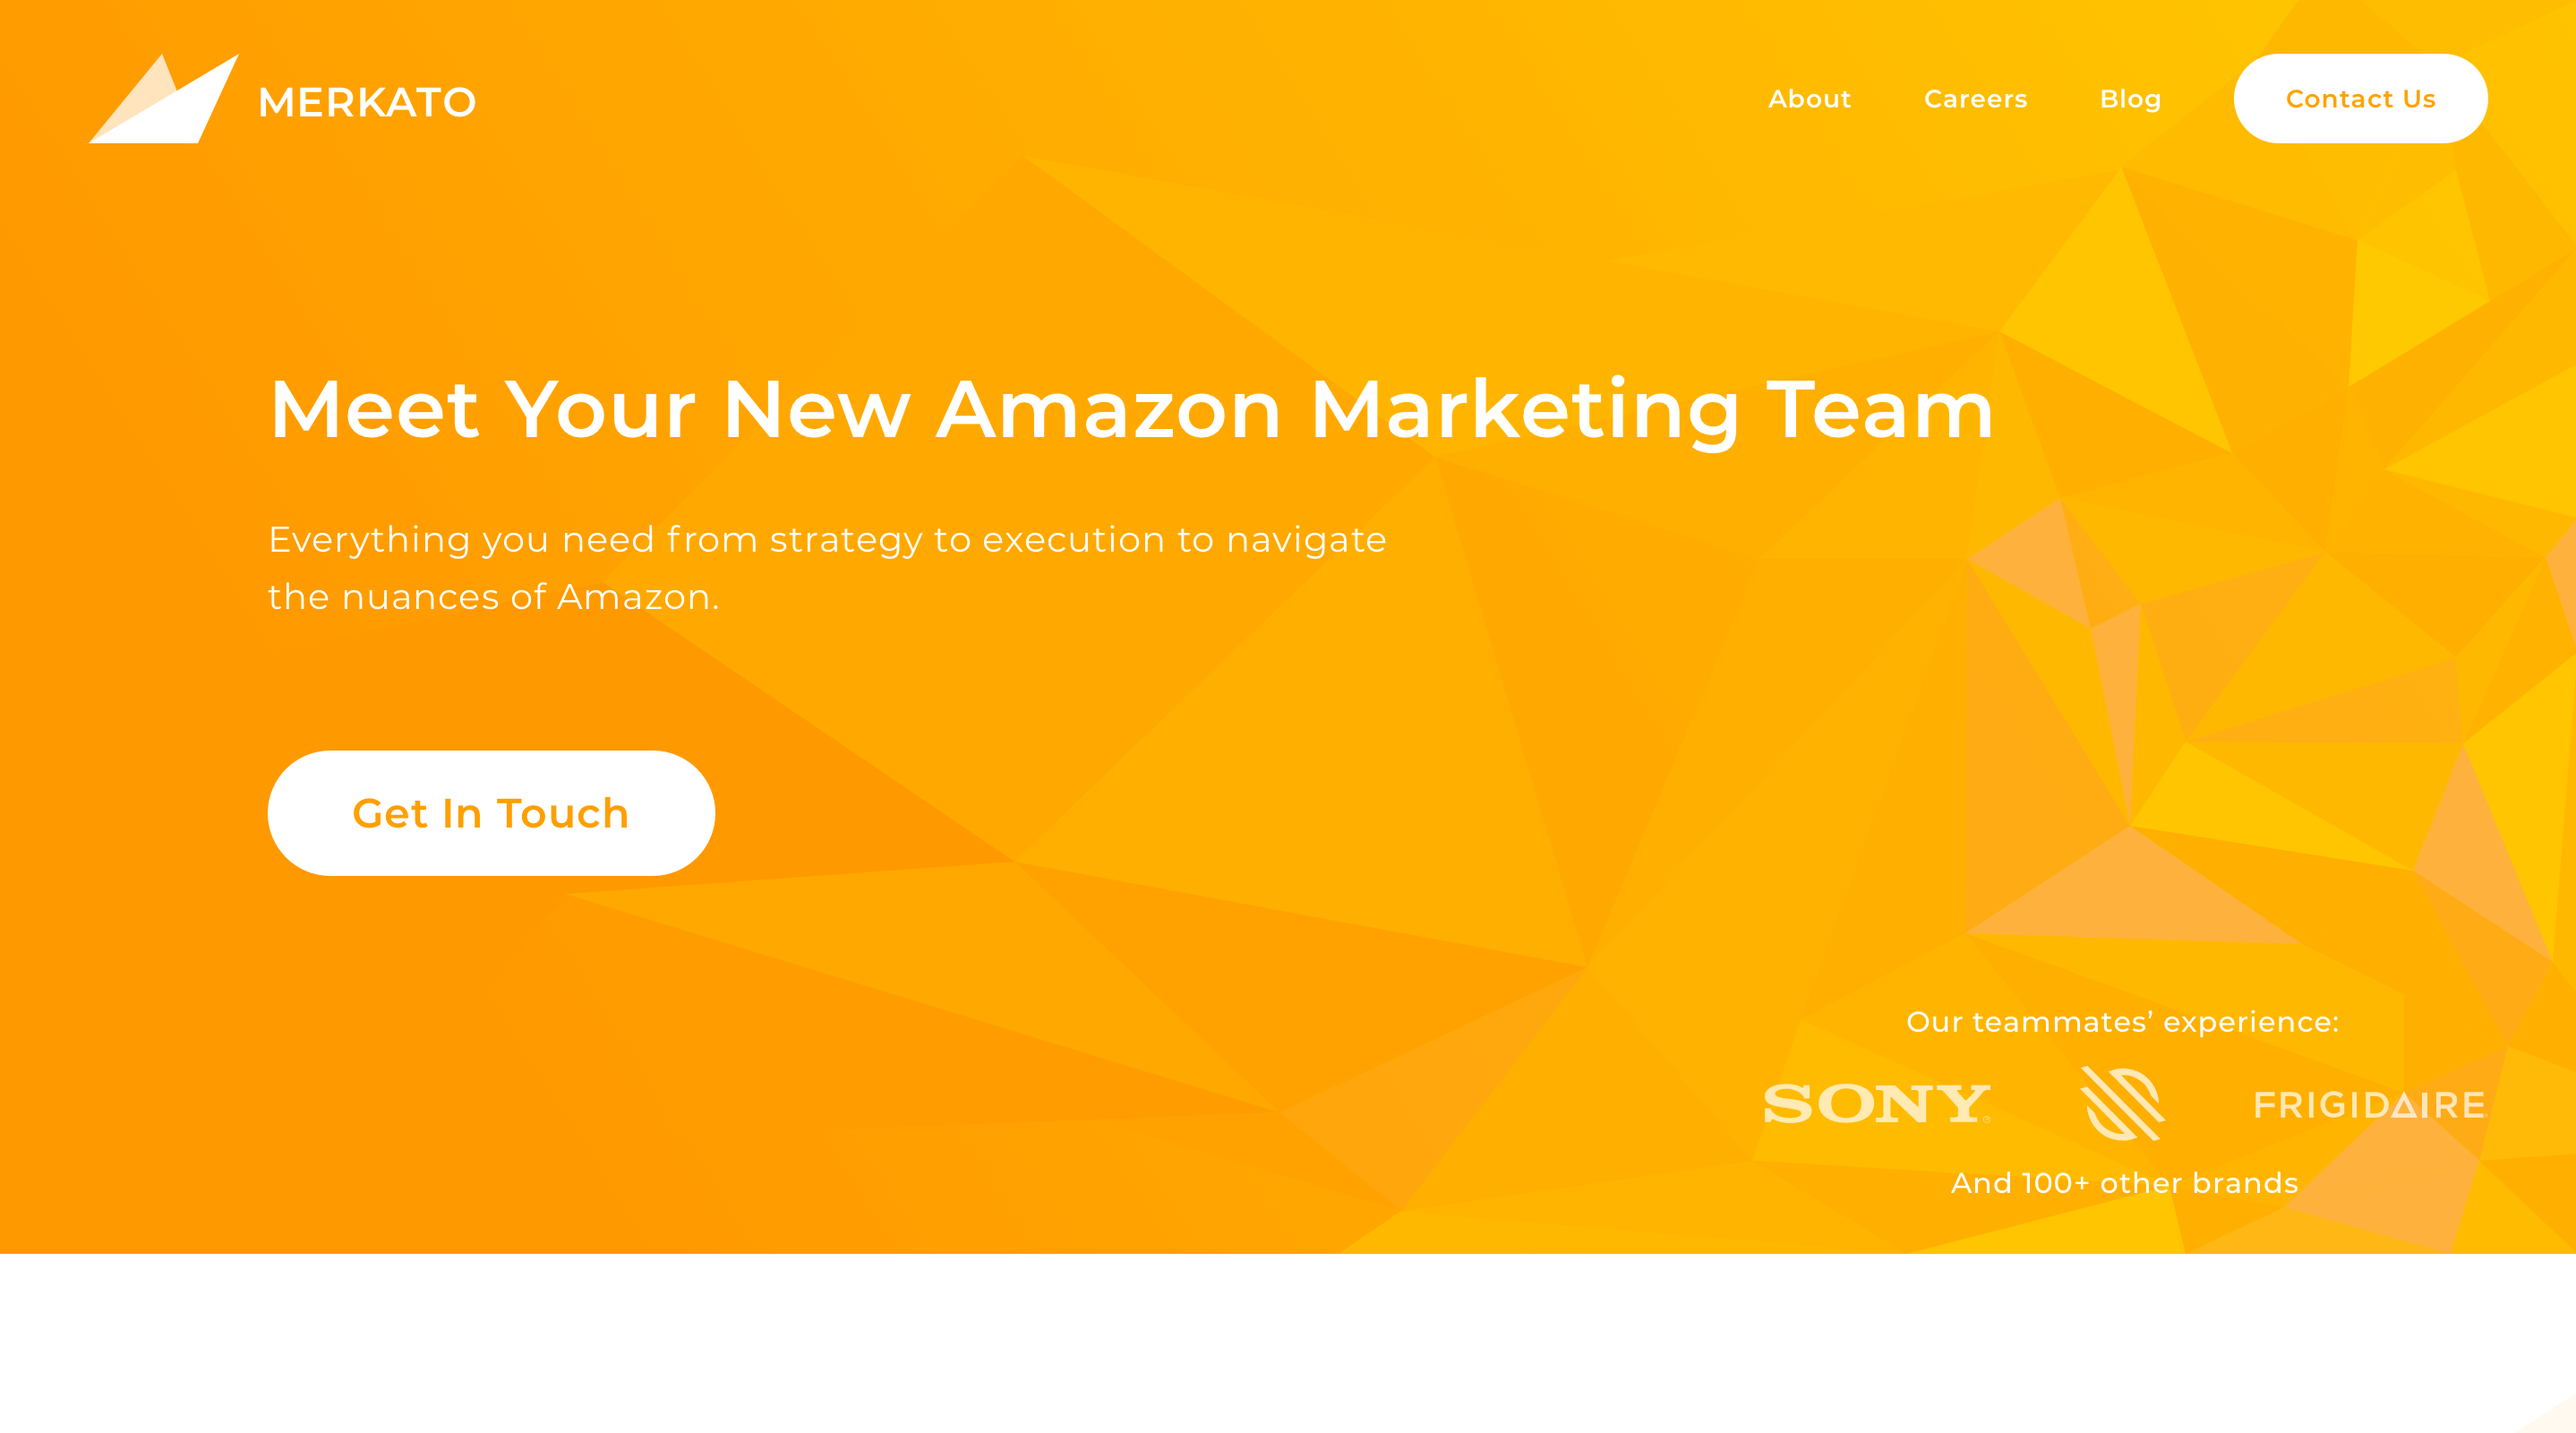 MERKATO
About
Careers
Blog
Contact Us
Meet Your New Amazon Marketing Team
Everything you need from strategy to execution to navigate
the nuances of Amazon.
Get In Touch
Our teammates’ experience:
SONY®
FRIGIDAIRE
And 100+ other brands